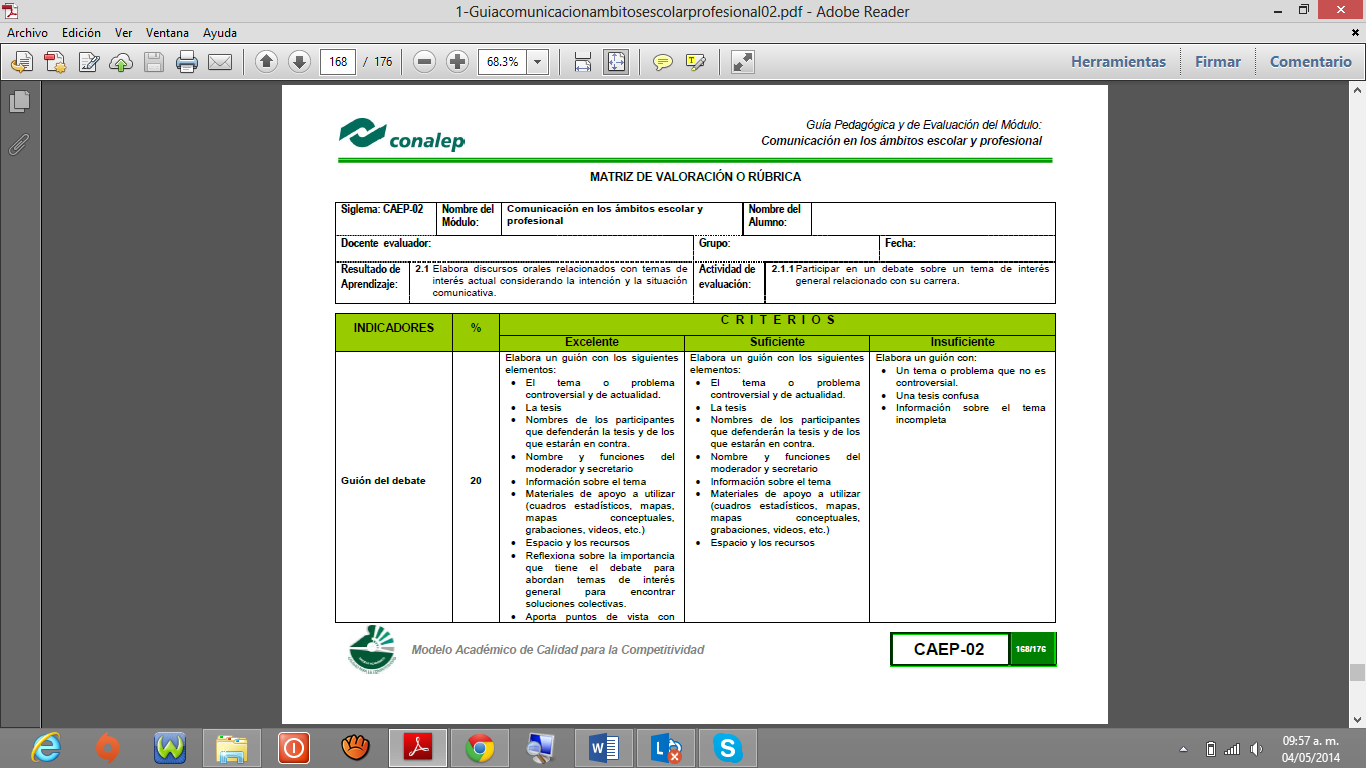 1-Guiacomunicacionambitosescolarprofesional02.pdf - Adobe Reader
Archivo Edición Ver Ventana Ayuda
168 / 176 68.3% Herramientas Firmar Comentario
conalep
Guía Pedagógica y de Evaluación del Módulo:
Comunicación en los ámbitos escolar y profesional
MATRIZ DE VALORACIÓN O RÚBRICA
Siglema: CAEP-02
Nombre del
Módulo:
Comunicación en los ámbitos escolar y
profesional
Nombre del
Alumno:
Docente evaluador:
Grupo:
Fecha:
Resultado de
Aprendizaje:
2.1 Elabora discursos orales relacionados con temas de
interés actual considerando la intención y la situación
comunicativa.
Actividad de
evaluación:
2.1.1Participar en un debate sobre un tema de interés
general relacionado con su carrera.
INDICADORES
%
C R I T E R I O S
Excelente
Suficiente
Insuficiente
Guión del debate
20
Elabora un guión con los siguientes
elementos:
• El tema o problema
controversial y de actualidad.
• La tesis
• Nombres de los participantes
que defenderán la tesis y de los
que estarán en contra.
• Nombre y funciones del
moderador y secretario
• Información sobre el tema
• Materiales de apoyo a utilizar
(cuadros estadísticos, mapas,
mapas conceptuales,
grabaciones, videos, etc.)
• Espacio y los recursos
• Reflexiona sobre la importancia
que tiene el debate para
abordan temas de interés
general para encontrar
soluciones colectivas.
• Aporta puntos de vista con
Elabora un guión con los siguientes
elementos:
• El tema o problema
controversial y de actualidad.
• La tesis
• Nombres de los participantes
que defenderán la tesis y de los
que estarán en contra.
• Nombre y funciones del
moderador y secretario
• Información sobre el tema
• Materiales de apoyo a utilizar
(cuadros estadísticos, mapas,
mapas conceptuales,
grabaciones, videos, etc.)
• Espacio y los recursos
Elabora un guión con:
• Un tema o problema que no es
controversial.
• Una tesis confusa
• Información sobre el tema
incompleta
Modelo Académico de Calidad para la Competitividad
CAEP-02
168/176
09:57 a. m.
04/05/2014